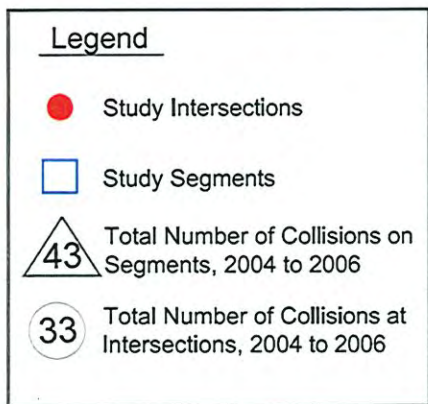 Legend
Study Intersections
Study Segments
43 Total Number of Collisions on
Segments, 2004 to 2006
33 Total Number of Collisions at
Intersections, 2004 to 2006